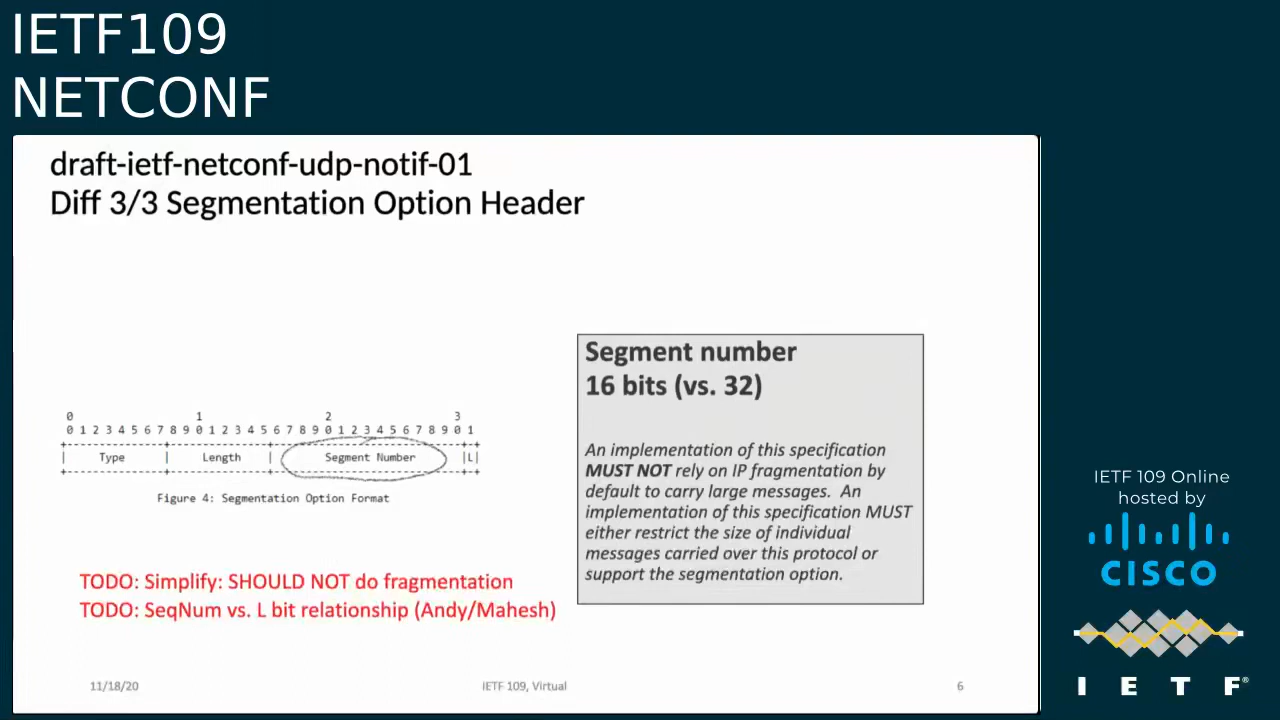 IETF109
NETCONF
draft-ietf-netconf-udp-notif-01
Diff 3/3 Segmentation Option Header
0 1 2 3
0 1 2 3 4 5 6 7 8 9 0 1 2 3 4 5 6 7 8 9 0 1 2 3 4 5 6 7 8 9 0 1
| Type | Length | Segment Number |L|
Figure 4: Segmentation Option Format
TODO: Simplify: SHOULD NOT do fragmentation
TODO: SeqNum vs. L bit relationship (Andy/Mahesh)
Segment number
16 bits (vs. 32)
An implementation of this specification
MUST NOT rely on IP fragmentation by
default to carry large messages. An
implementation of this specification MUST
either restrict the size of individual
messages carried over this protocol or
support the segmentation option.
11/18/20
IETF 109, Virtual
6
IETF 109 Online
hosted by
CISCO
I E T F®